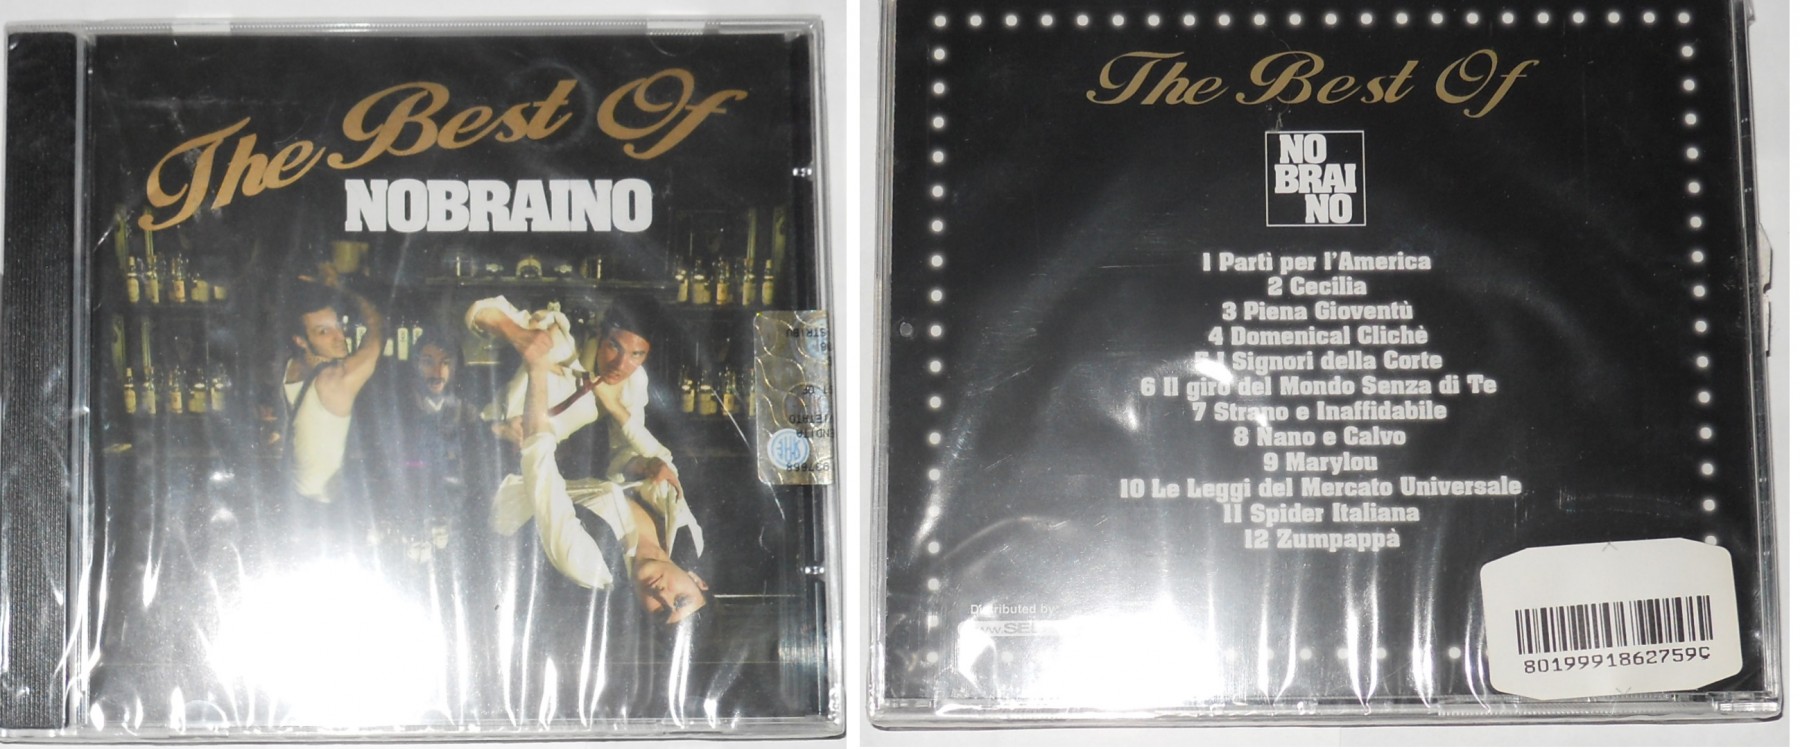 The Best Of
NOBRAINO
The Best Of
NO
BRAI
NO
1 Partì per l'America
2 Cecilia
3 Piena Gioventù
4 Domenical Clichè
5 I Signori della Corte
6 Il giro del Mondo Senza di Te
7 Strano e Inaffidabile
8 Nano e Calvo
9 Marylou
10 Le Leggi del Mercato Universale
11 Spider Italiana
12 Zumpappà
Distributed by:
8019991862759C